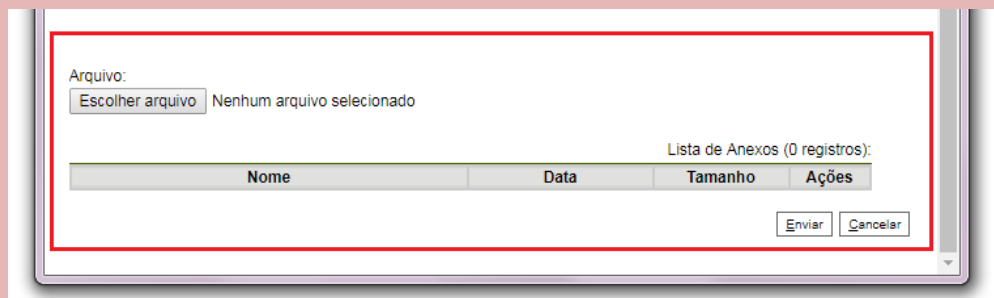 Arquivo:
Escolher arquivo Nenhum arquivo selecionado
Lista de Anexos (0 registros):
Nome Data Tamanho Ações
Enviar Cancelar